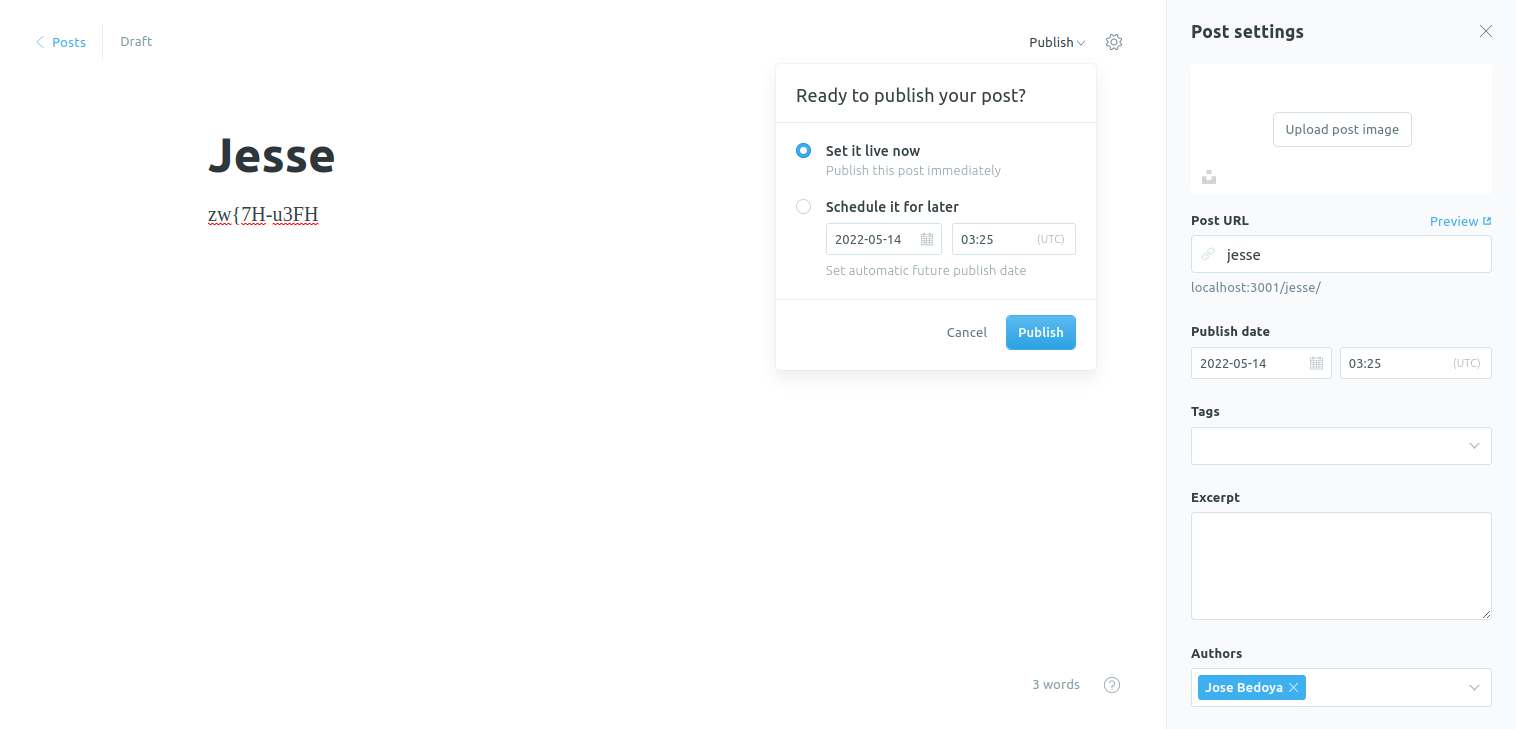 Posts
Draft
Publish
Ready to publish your post?
Set it live now
Publish this post immediately
Schedule it for later
2022-05-14
03:25 (UTC)
Set automatic future publish date
Cancel
Publish
Jesse
zw{7H-u3FH
3 words
?
Post settings
Upload post image
Post URL
Preview
jesse
localhost:3001/jesse/
Publish date
2022-05-14
03:25 (UTC)
Tags
Excerpt
Authors
Jose Bedoya